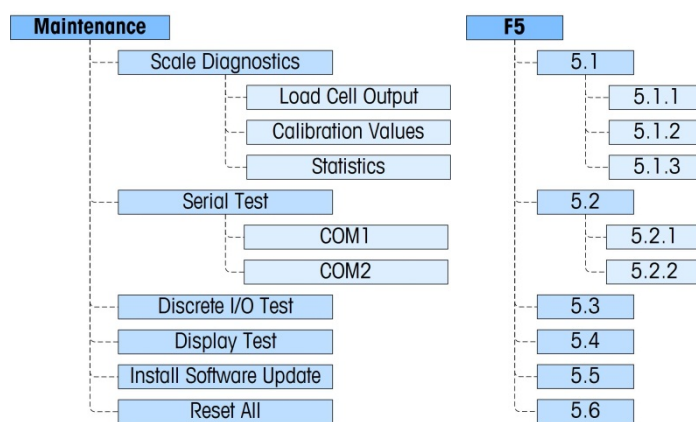 Maintenance F5
Scale Diagnostics 5.1
Load Cell Output 5.1.1
Calibration Values 5.1.2
Statistics 5.1.3
Serial Test 5.2
COM1 5.2.1
COM2 5.2.2
Discrete I/O Test 5.3
Display Test 5.4
Install Software Update 5.5
Reset All 5.6